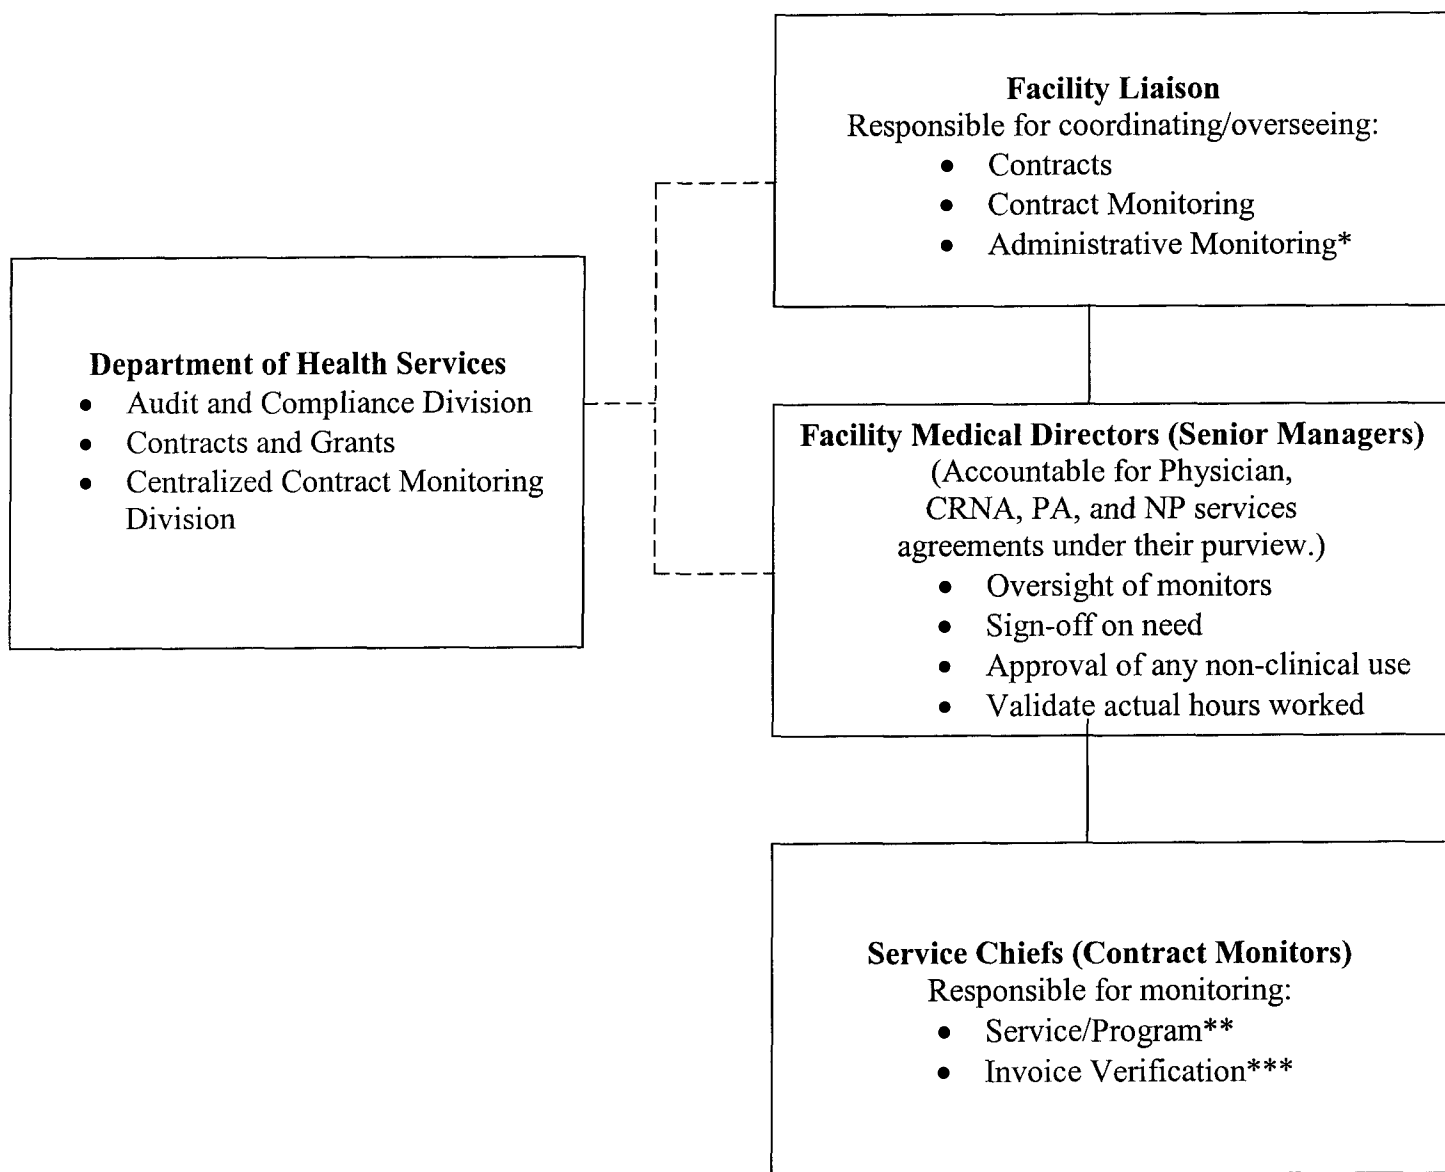 Facility Liaison
Responsible for coordinating/overseeing:
• Contracts
• Contract Monitoring
• Administrative Monitoring*
Department of Health Services
• Audit and Compliance Division
• Contracts and Grants
• Centralized Contract Monitoring
Division
Facility Medical Directors (Senior Managers)
(Accountable for Physician,
CRNA, PA, and NP services
agreements under their purview.)
• Oversight of monitors
• Sign-off on need
• Approval of any non-clinical use
• Validate actual hours worked
Service Chiefs (Contract Monitors)
Responsible for monitoring:
• Service/Program**
• Invoice Verification***